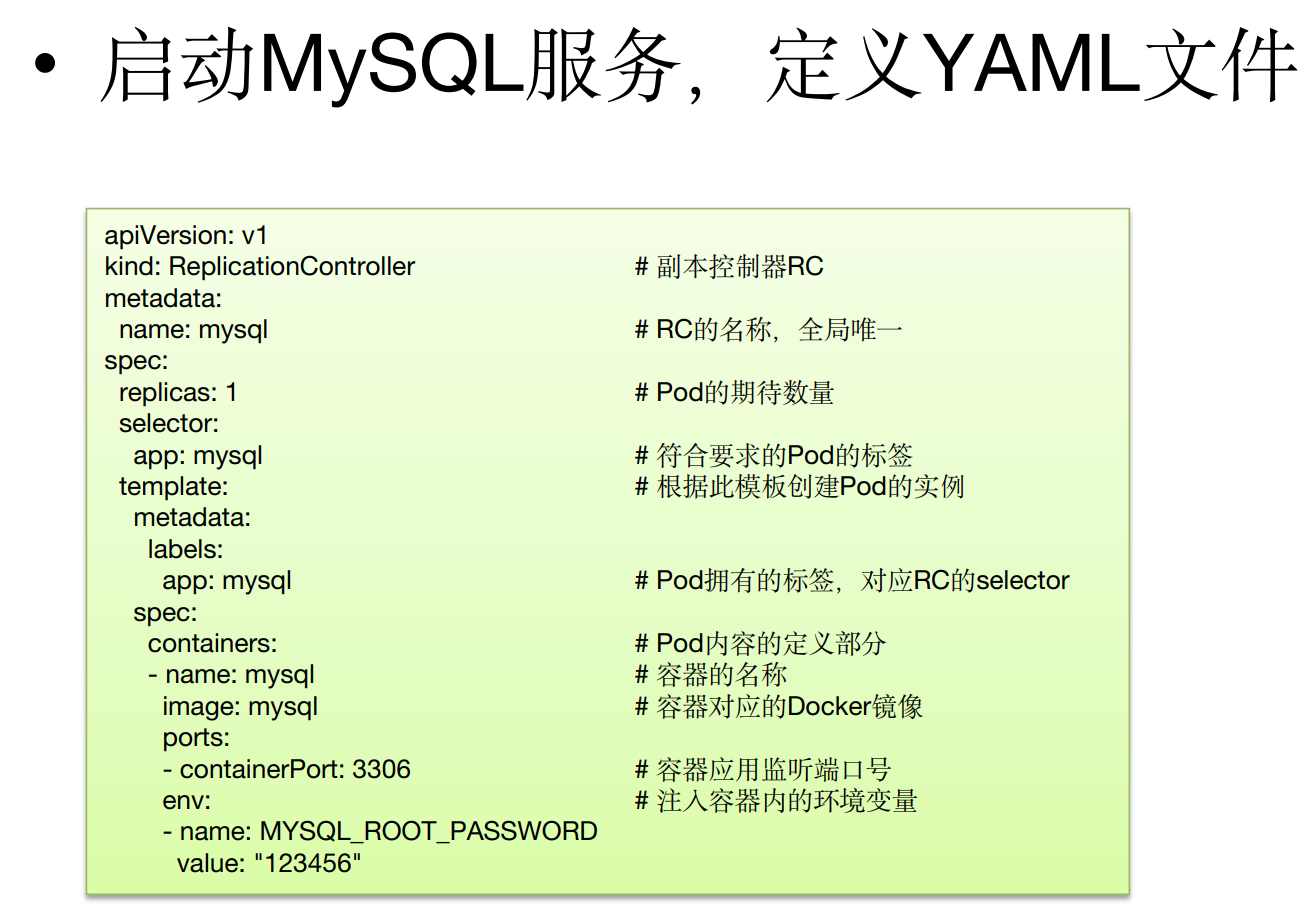 • 启动MySQL服务，定义YAML文件
apiVersion: v1
kind: ReplicationController # 副本控制器RC
metadata:
  name: mysql # RC的名称，全局唯一
spec:
  replicas: 1 # Pod的期待数量
  selector:
    app: mysql # 符合要求的Pod的标签
  template: # 根据此模板创建Pod的实例
    metadata:
      labels:
        app: mysql # Pod拥有的标签，对应RC的selector
    spec:
      containers: # Pod内容的定义部分
      - name: mysql # 容器的名称
        image: mysql # 容器对应的Docker镜像
        ports:
        - containerPort: 3306 # 容器应用监听端口号
        env: # 注入容器内的环境变量
        - name: MYSQL_ROOT_PASSWORD
          value: "123456"